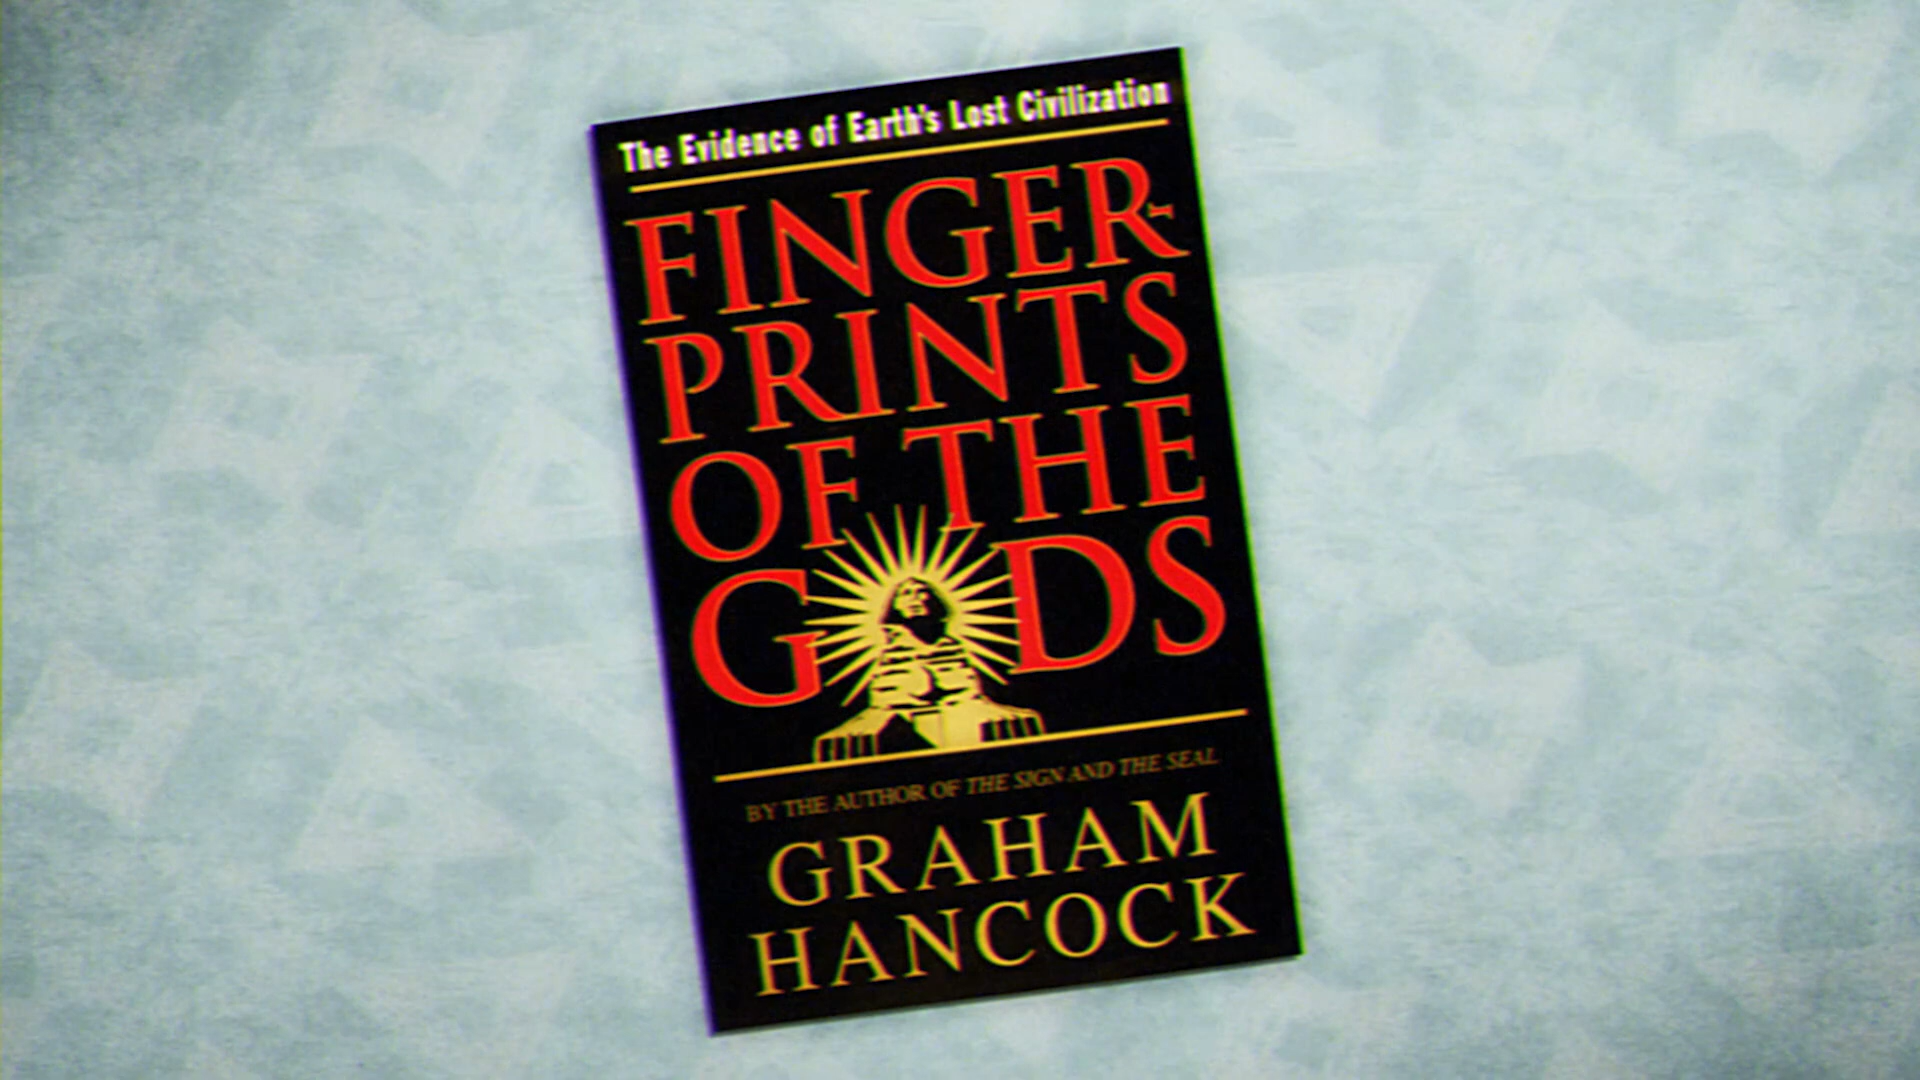 The Evidence of Earth's Lost Civilization
FINGER-
PRINTS
OF THE
GODS
BY THE AUTHOR OF THE SIGN AND THE SEAL
GRAHAM
HANCOCK